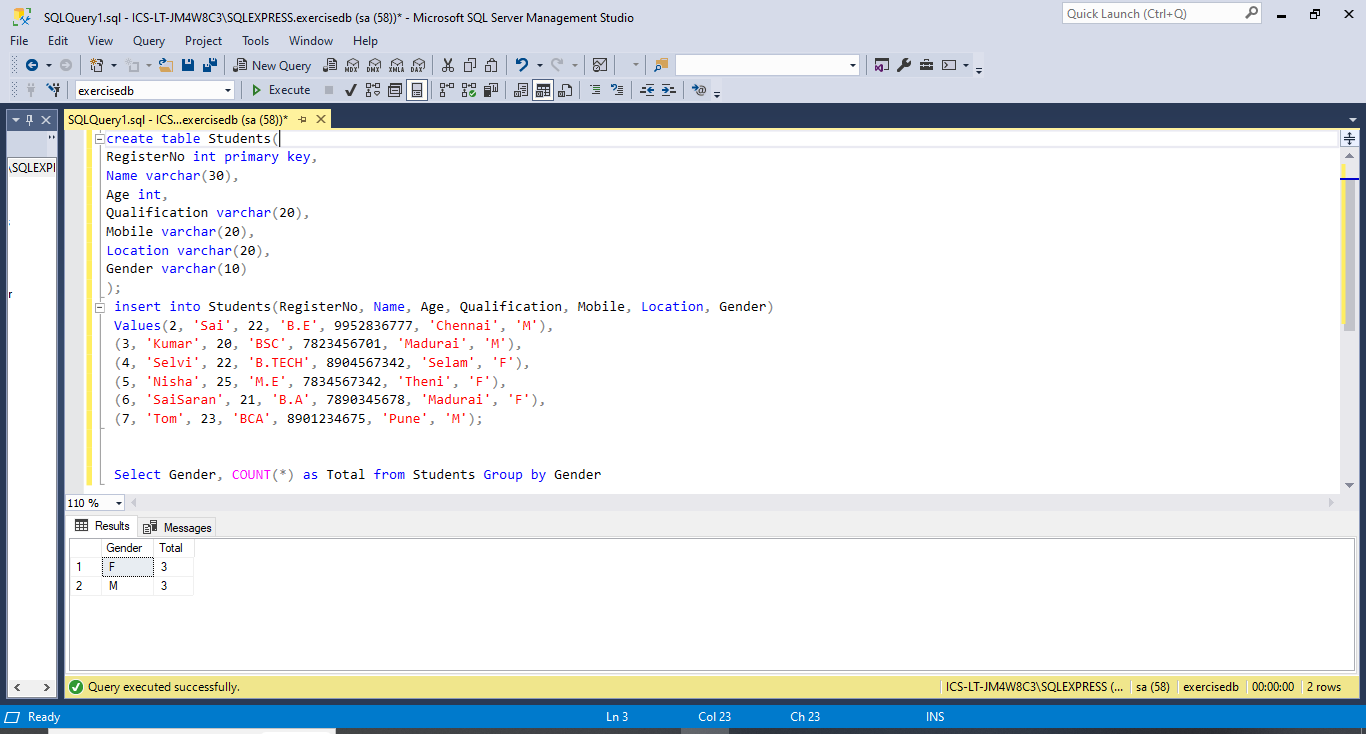 SQLQuery1.sql - ICS-LT-JM4W8C3\SQLEXPRESS.exercisedb (sa (58))* - Microsoft SQL Server Management Studio
Quick Launch (Ctrl+Q)
File Edit View Query Project Tools Window Help
New Query MDX DMX XMLA DAX
exercisedb Execute
SQLQuery1.sql - ICS...exercisedb (sa (58))*
\SQLEXPI
create table Students(
RegisterNo int primary key,
Name varchar(30),
Age int,
Qualification varchar(20),
Mobile varchar(20),
Location varchar(20),
Gender varchar(10)
);
insert into Students(RegisterNo, Name, Age, Qualification, Mobile, Location, Gender)
Values(2, 'Sai', 22, 'B.E', 9952836777, 'Chennai', 'M'),
(3, 'Kumar', 20, 'BSC', 7823456701, 'Madurai', 'M'),
(4, 'Selvi', 22, 'B.TECH', 8904567342, 'Selam', 'F'),
(5, 'Nisha', 25, 'M.E', 7834567342, 'Theni', 'F'),
(6, 'SaiSaran', 21, 'B.A', 7890345678, 'Madurai', 'F'),
(7, 'Tom', 23, 'BCA', 8901234675, 'Pune', 'M');
Select Gender, COUNT(*) as Total from Students Group by Gender
110 %
Results Messages
Gender Total
1 F 3
2 M 3
Query executed successfully. ICS-LT-JM4W8C3\SQLEXPRESS (... sa (58) exercisedb 00:00:00 2 rows
Ready Ln 3 Col 23 Ch 23 INS